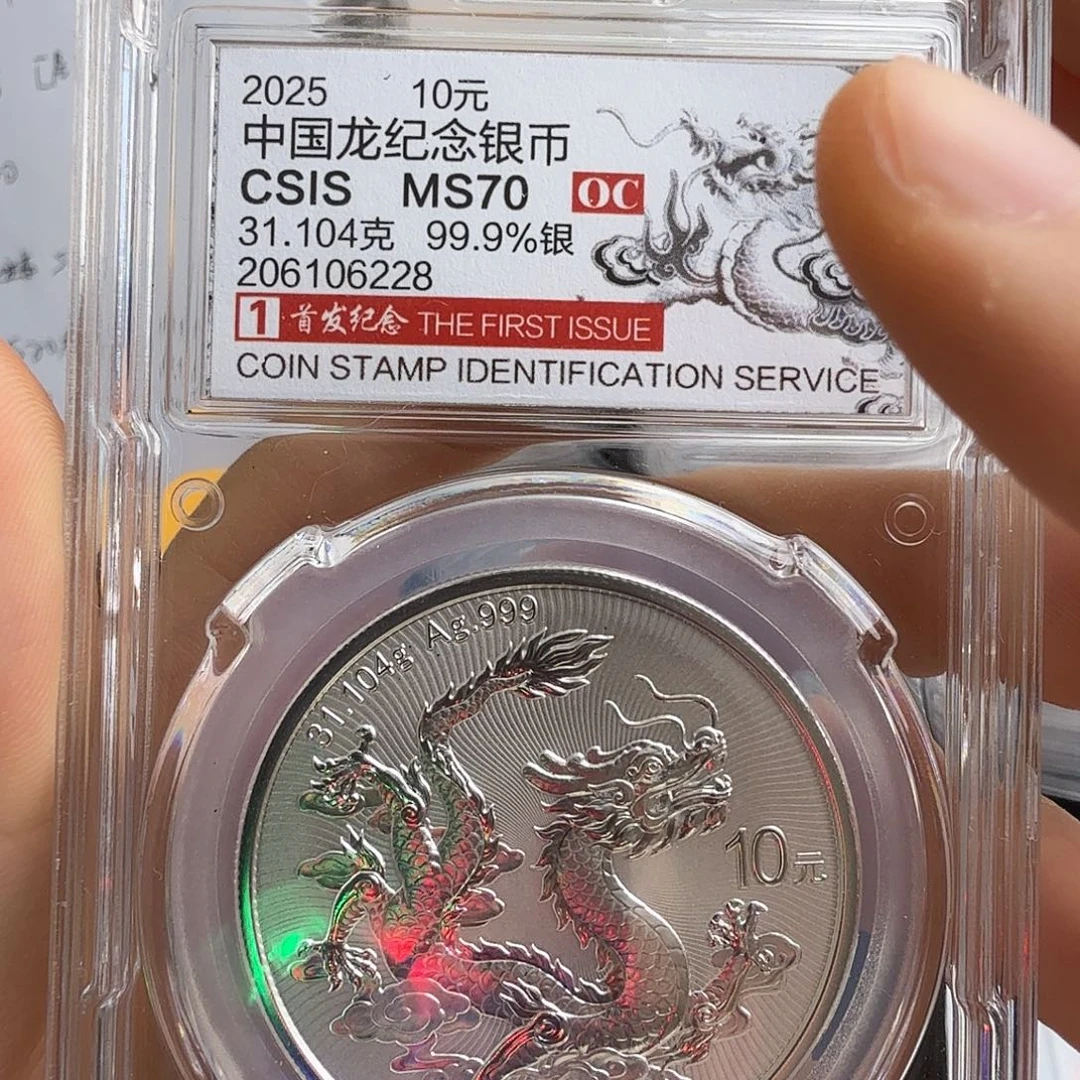 2025 10元
中国龙纪念银币
CSIS MS70 OC
31.104克 99.9%银
206106228
1 首发纪念 THE FIRST ISSUE
COIN STAMP IDENTIFICATION SERVICE
31.104g Ag.999
10元